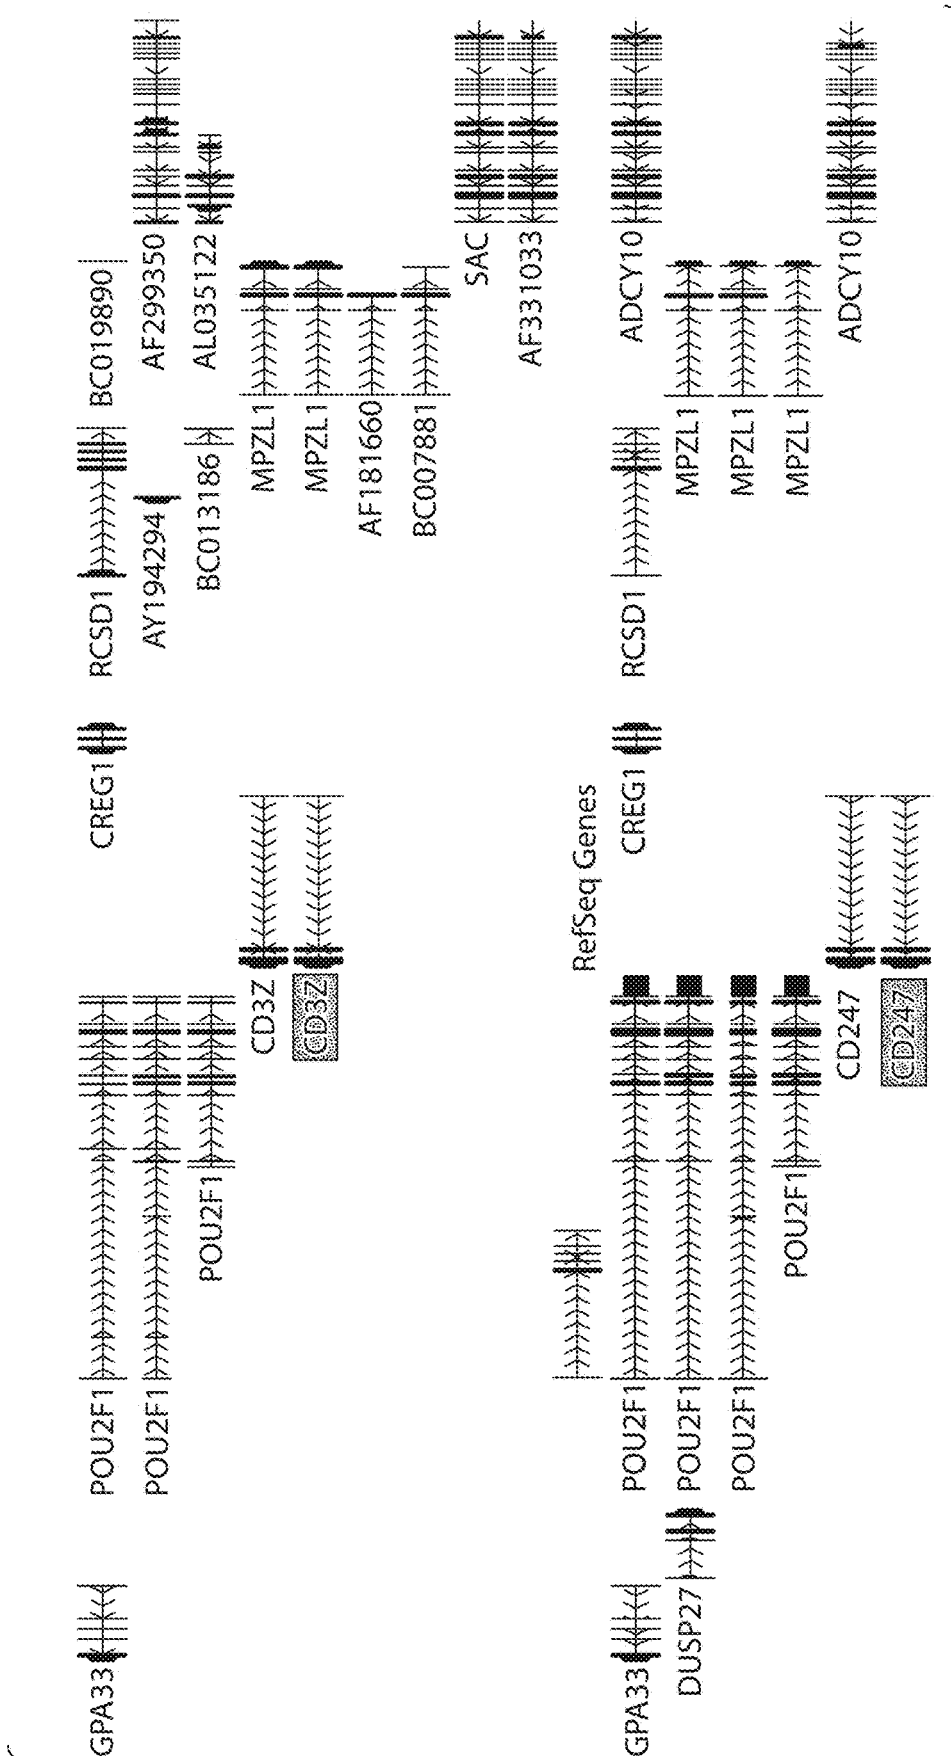 GPA33
POU2F1
CREG1
RCSD1
BC019890
POU2F1
AY194294
AF299350
POU2F1
BC013186
AL035122
CD3Z
MPZL1
CD3Z
MPZL1
AF181660
BC007881
SAC
AF331033
RefSeq Genes
GPA33
POU2F1
CREG1
RCSD1
ADCY10
DUSP27
POU2F1
MPZL1
POU2F1
MPZL1
POU2F1
MPZL1
CD247
ADCY10
CD247